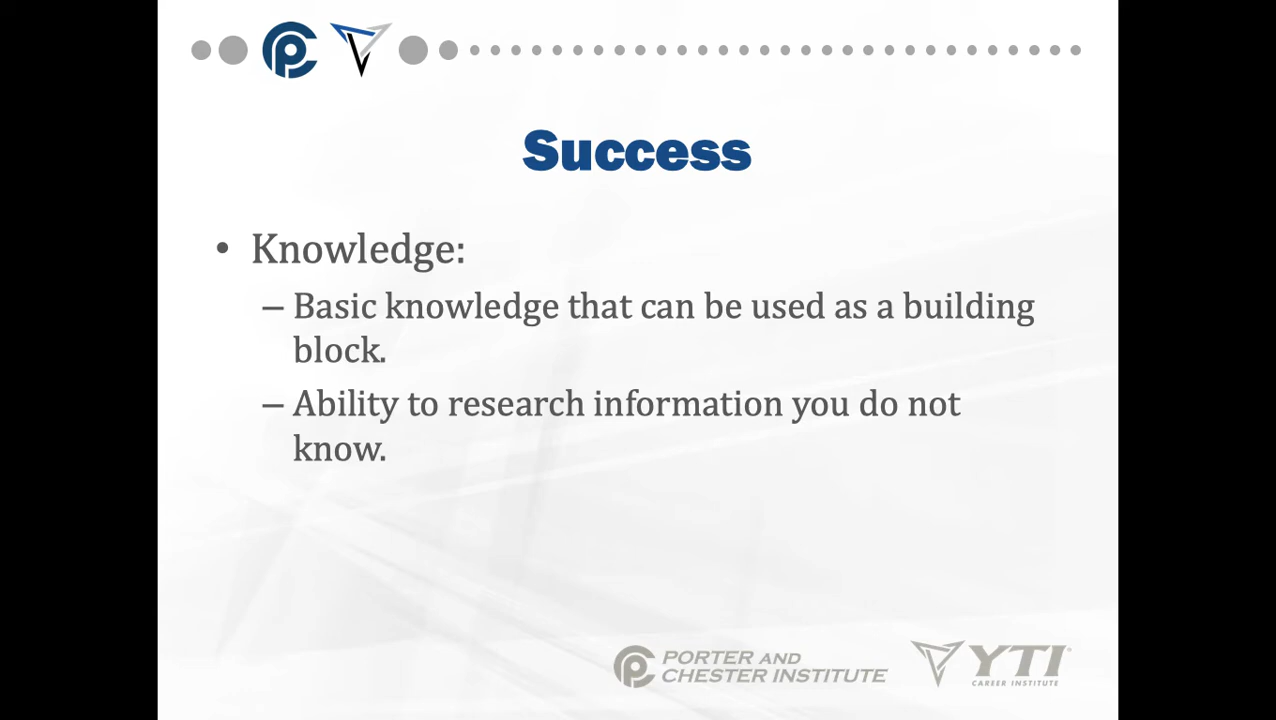 Success
• Knowledge:
– Basic knowledge that can be used as a building
block.
– Ability to research information you do not
know.
PORTER AND
CHESTER INSTITUTE
YTI
CAREER INSTITUTE